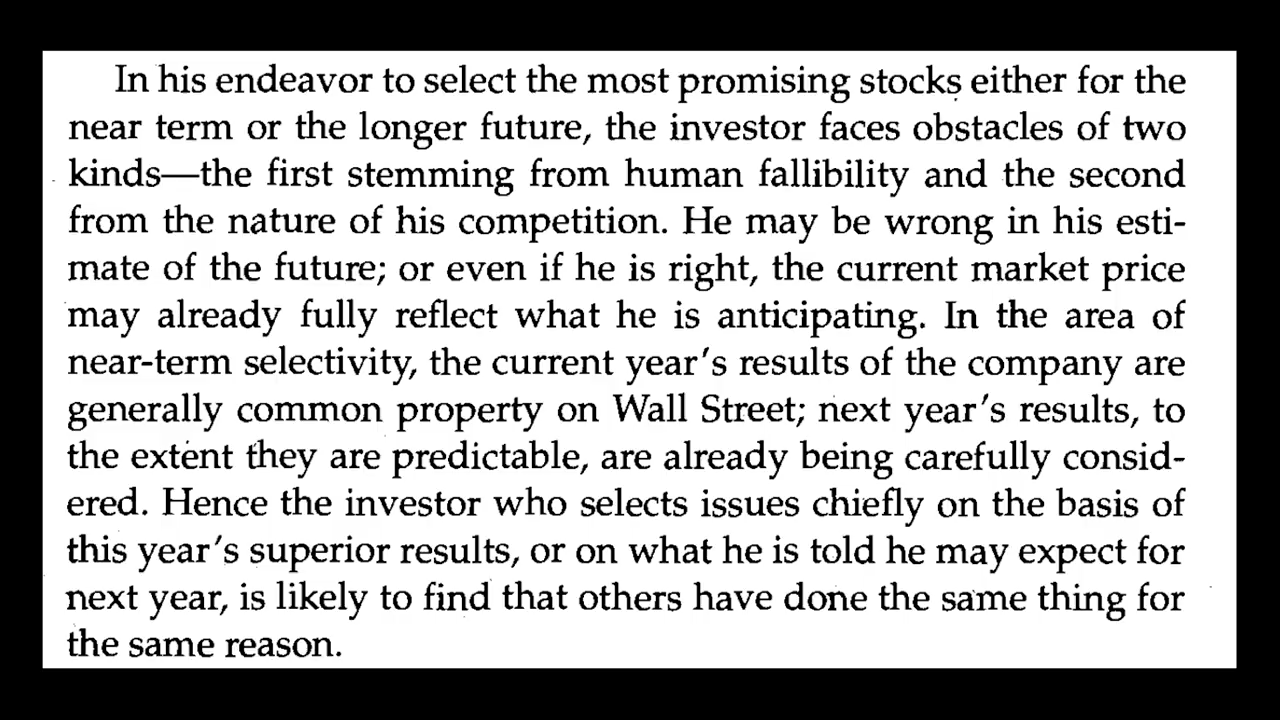 In his endeavor to select the most promising stocks either for the
near term or the longer future, the investor faces obstacles of two
kinds—the first stemming from human fallibility and the second
from the nature of his competition. He may be wrong in his esti-
mate of the future; or even if he is right, the current market price
may already fully reflect what he is anticipating. In the area of
near-term selectivity, the current year's results of the company are
generally common property on Wall Street; next year's results, to
the extent they are predictable, are already being carefully consid-
ered. Hence the investor who selects issues chiefly on the basis of
this year's superior results, or on what he is told he may expect for
next year, is likely to find that others have done the same thing for
the same reason.